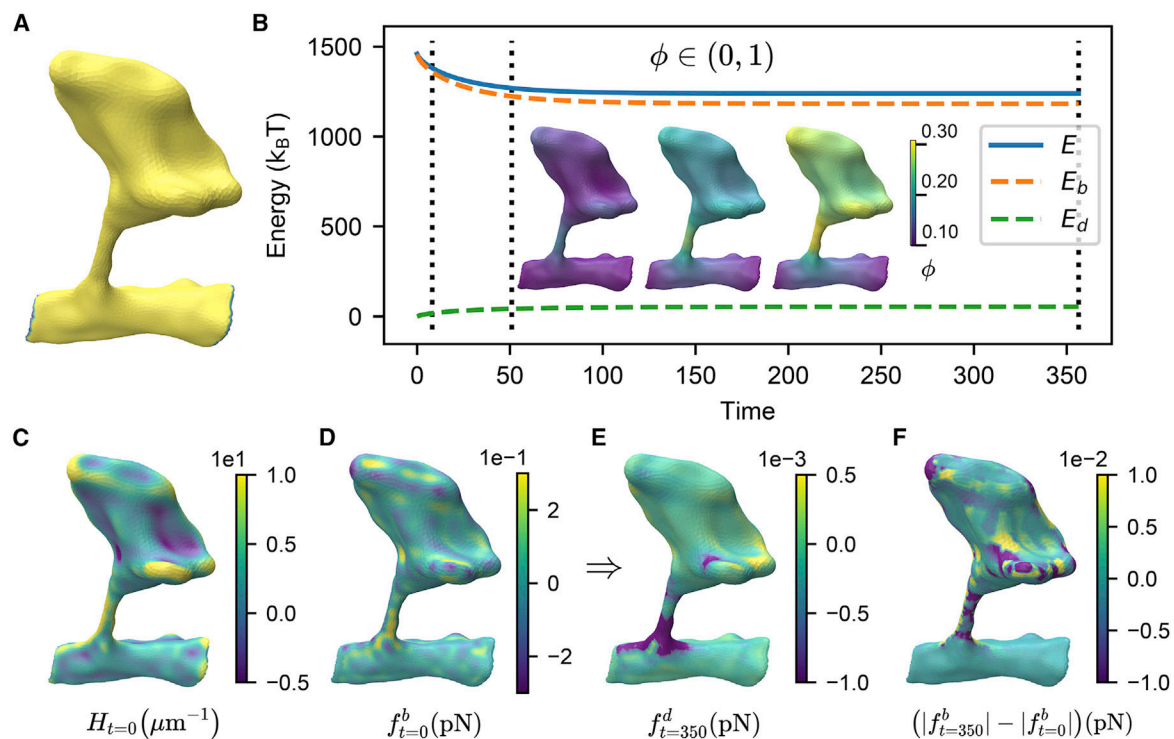 A
B
Energy (k_BT)
1500
1000
500
0
ϕ ∈ (0, 1)
0.30
0.20
0.10
ϕ
E
E_b
E_d
0 50 100 150 200 250 300 350
Time
C
1e1
1.0
0.5
0.0
−0.5
H_{t=0}(μm^{−1})
D
1e−1
2
0
−2
f^b_{t=0}(pN)
⇒
E
1e−3
0.5
0.0
−0.5
−1.0
f^d_{t=350}(pN)
F
1e−2
1.0
0.5
0.0
−0.5
−1.0
(|f^b_{t=350}| − |f^b_{t=0}|)(pN)